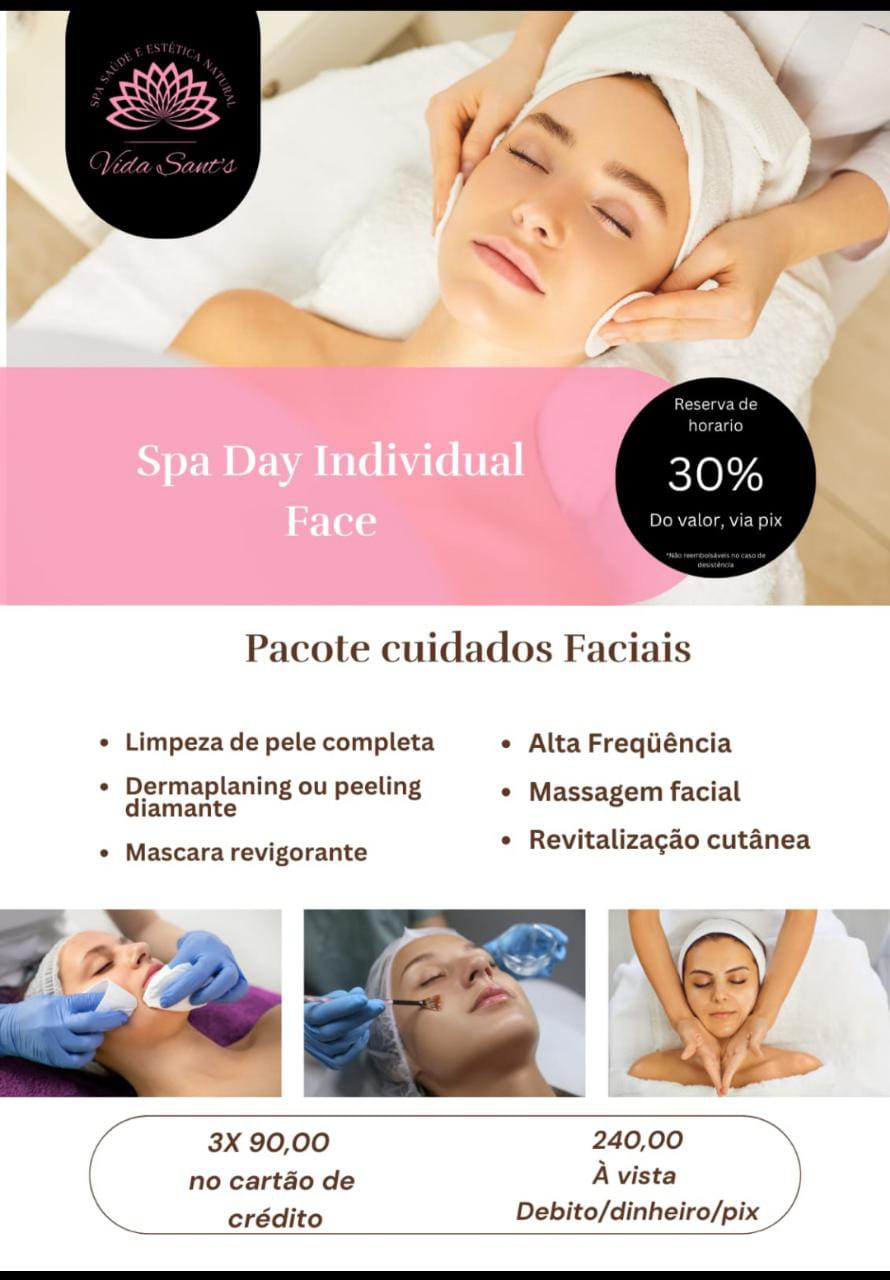 SPA SAÚDE E ESTÉTICA NATURAL
Vida Sant's
Spa Day Individual
Face
Reserva de
horario
30%
Do valor, via pix
*Não reembolsáveis no caso de
desistência
Pacote cuidados Faciais
• Limpeza de pele completa
• Dermaplaning ou peeling
diamante
• Mascara revigorante
• Alta Freqüência
• Massagem facial
• Revitalização cutânea
3X 90,00
no cartão de
crédito
240,00
À vista
Debito/dinheiro/pix